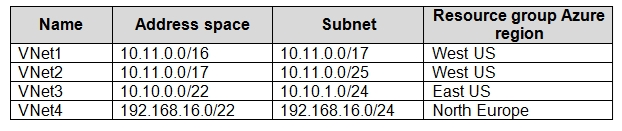 Name Address space Subnet Resource group Azure region
VNet1 10.11.0.0/16 10.11.0.0/17 West US
VNet2 10.11.0.0/17 10.11.0.0/25 West US
VNet3 10.10.0.0/22 10.10.1.0/24 East US
VNet4 192.168.16.0/22 192.168.16.0/24 North Europe